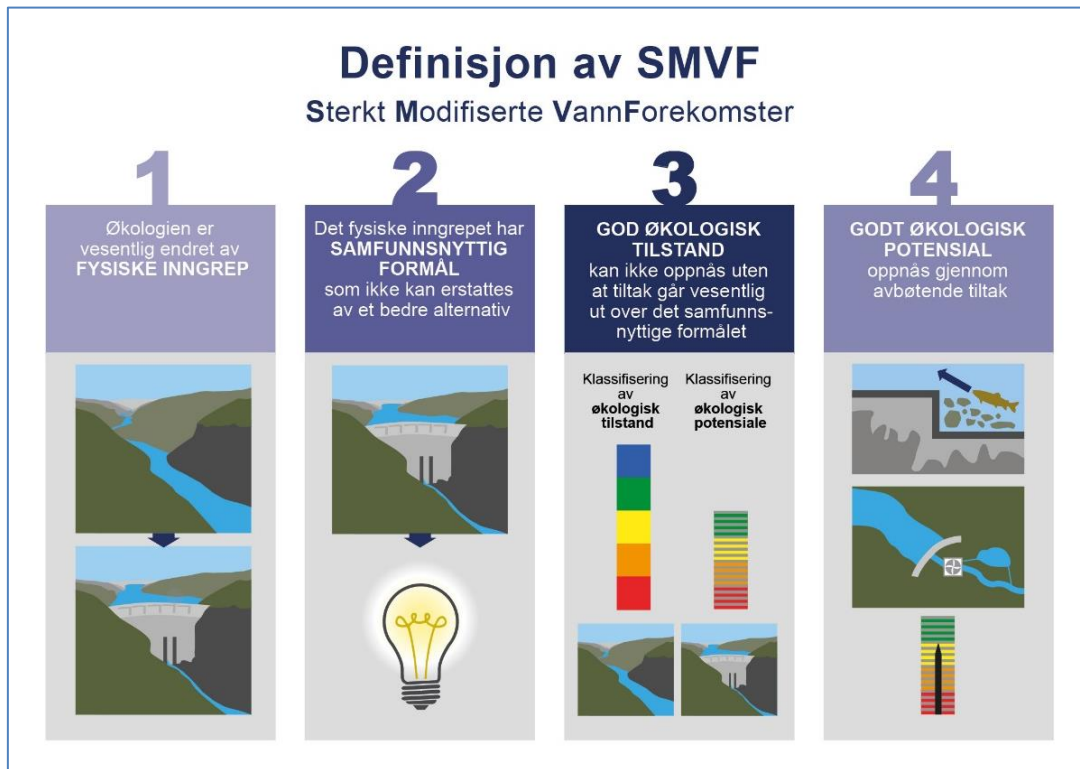 Definisjon av SMVF
Sterkt Modifiserte VannForekomster
1
Økologien er
vesentlig endret av
FYSISKE INNGREP
2
Det fysiske inngrepet har
SAMFUNNSNYTTIG
FORMÅL
som ikke kan erstattes
av et bedre alternativ
3
GOD ØKOLOGISK
TILSTAND
kan ikke oppnås uten
at tiltak går vesentlig
ut over det samfunns-
nyttige formålet
Klassifisering
av
økologisk
tilstand
Klassifisering
av
økologisk
potensiale
4
GODT ØKOLOGISK
POTENSIAL
oppnås gjennom
avbøtende tiltak